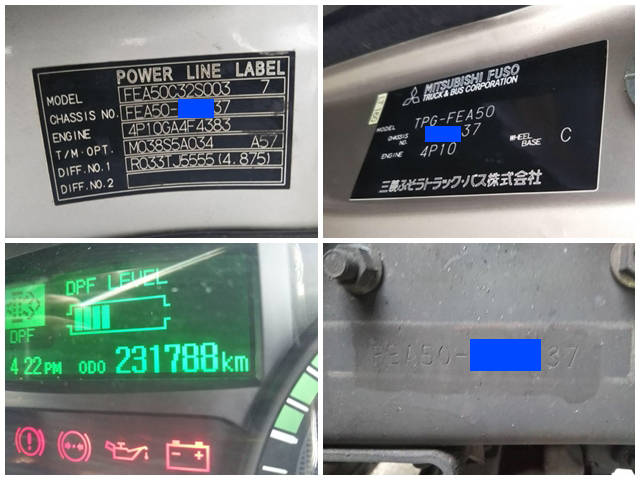 POWER LINE LABEL
MODEL FEA50C32S003 7
CHASSIS NO. FEA50- 37
ENGINE 4P10GA4F4383
T/M.OPT. M038S5A034 A57
DIFF.NO.1 R033TJ5555(4.875)
DIFF.NO.2
MITSUBISHI FUSO
TRUCK & BUS CORPORATION
MODEL TPG-FEA50
CHASSIS NO. 37
ENGINE 4P10 WHEEL BASE C
三菱ふそうトラック・バス株式会社
DPF LEVEL
DPF
4:22PM ODO 231788km
FEA50- 37